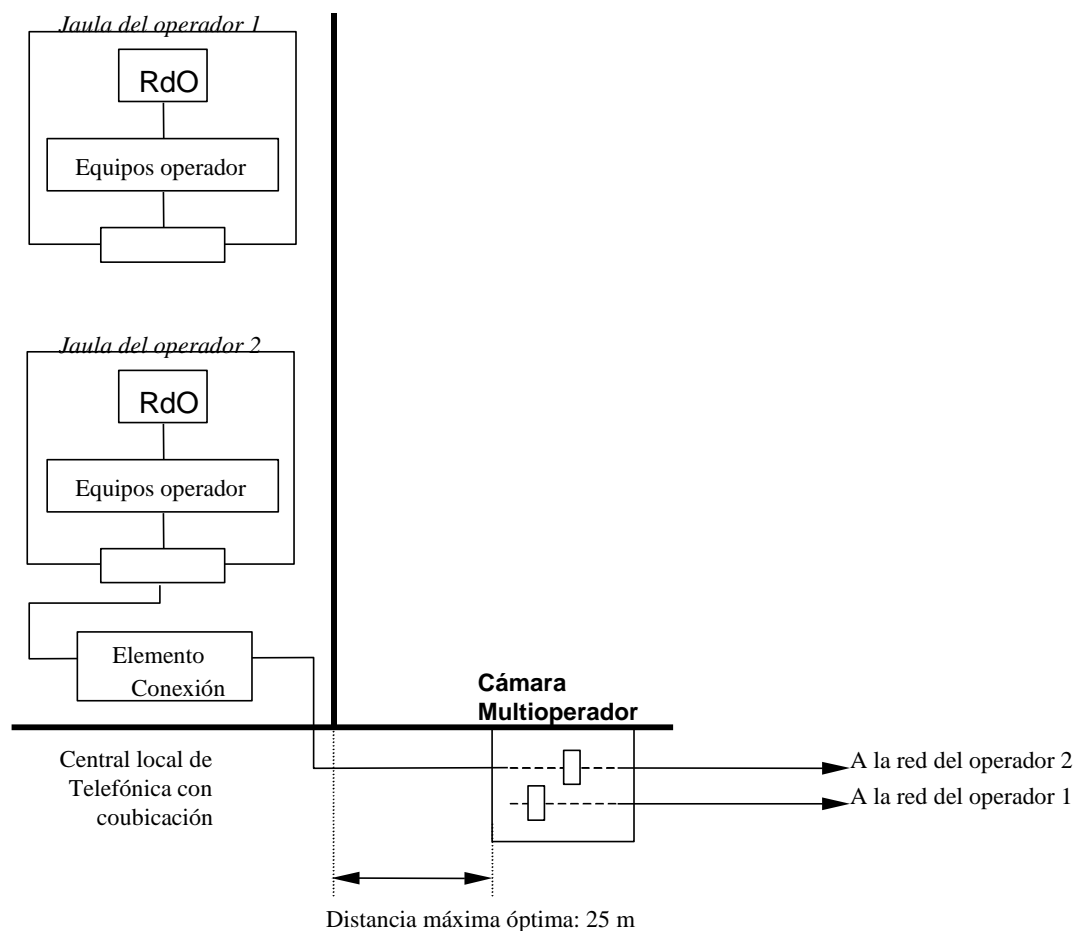 Jaula del operador 1
RdO
Equipos operador
Jaula del operador 2
RdO
Equipos operador
Elemento
Conexión
Cámara
Multioperador
Central local de
Telefónica con
coubicación
A la red del operador 2
A la red del operador 1
Distancia máxima óptima: 25 m